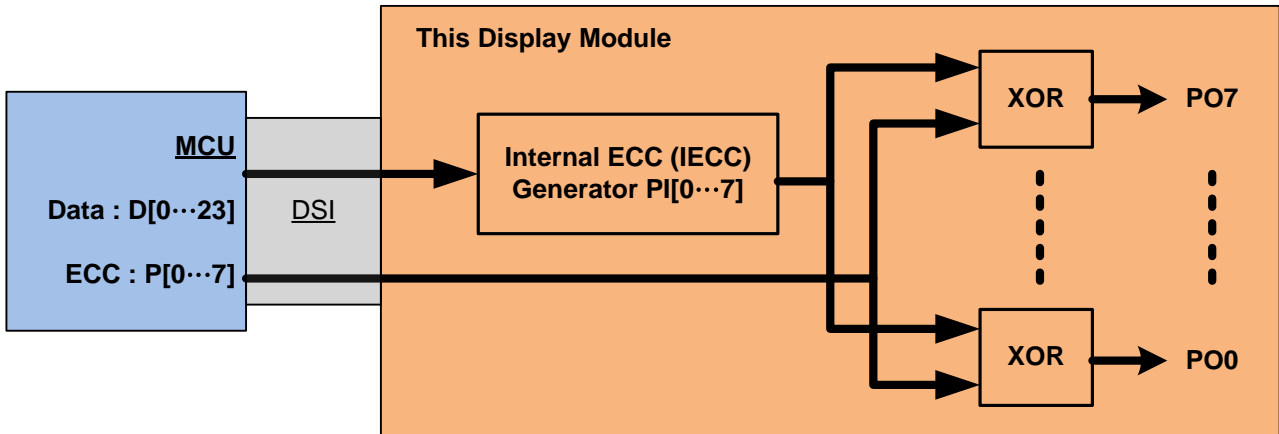 This Display Module
MCU
Data : D[0⋯23]
ECC : P[0⋯7]
DSI
Internal ECC (IECC)
Generator PI[0⋯7]
XOR
PO7
XOR
PO0